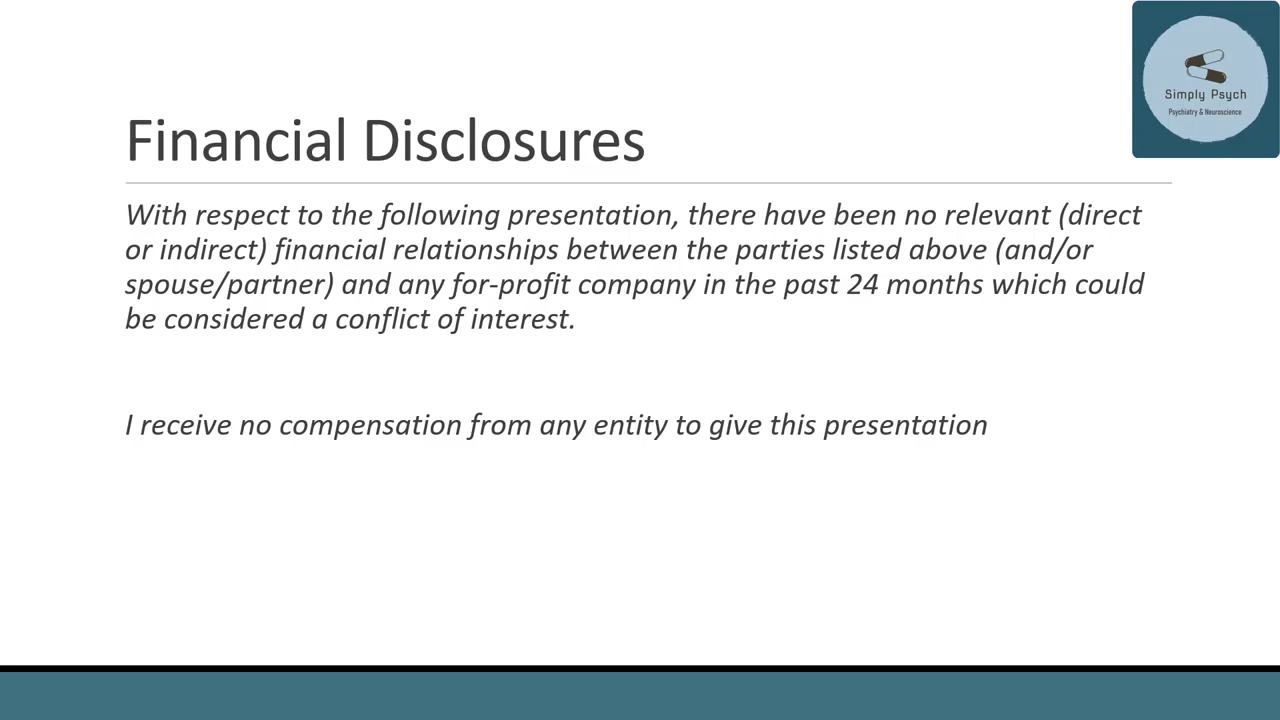 Simply Psych
Psychiatry & Neuroscience
Financial Disclosures
With respect to the following presentation, there have been no relevant (direct
or indirect) financial relationships between the parties listed above (and/or
spouse/partner) and any for-profit company in the past 24 months which could
be considered a conflict of interest.
I receive no compensation from any entity to give this presentation